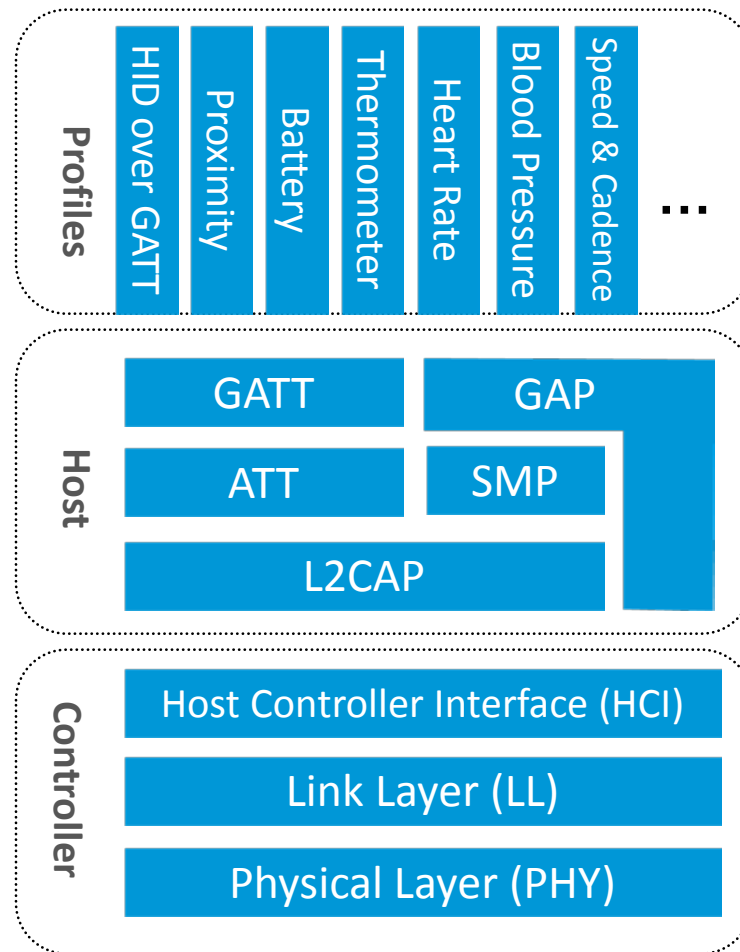 Profiles
HID over GATT
Proximity
Battery
Thermometer
Heart Rate
Blood Pressure
Speed & Cadence
...
Host
GATT
GAP
ATT
SMP
L2CAP
Controller
Host Controller Interface (HCI)
Link Layer (LL)
Physical Layer (PHY)